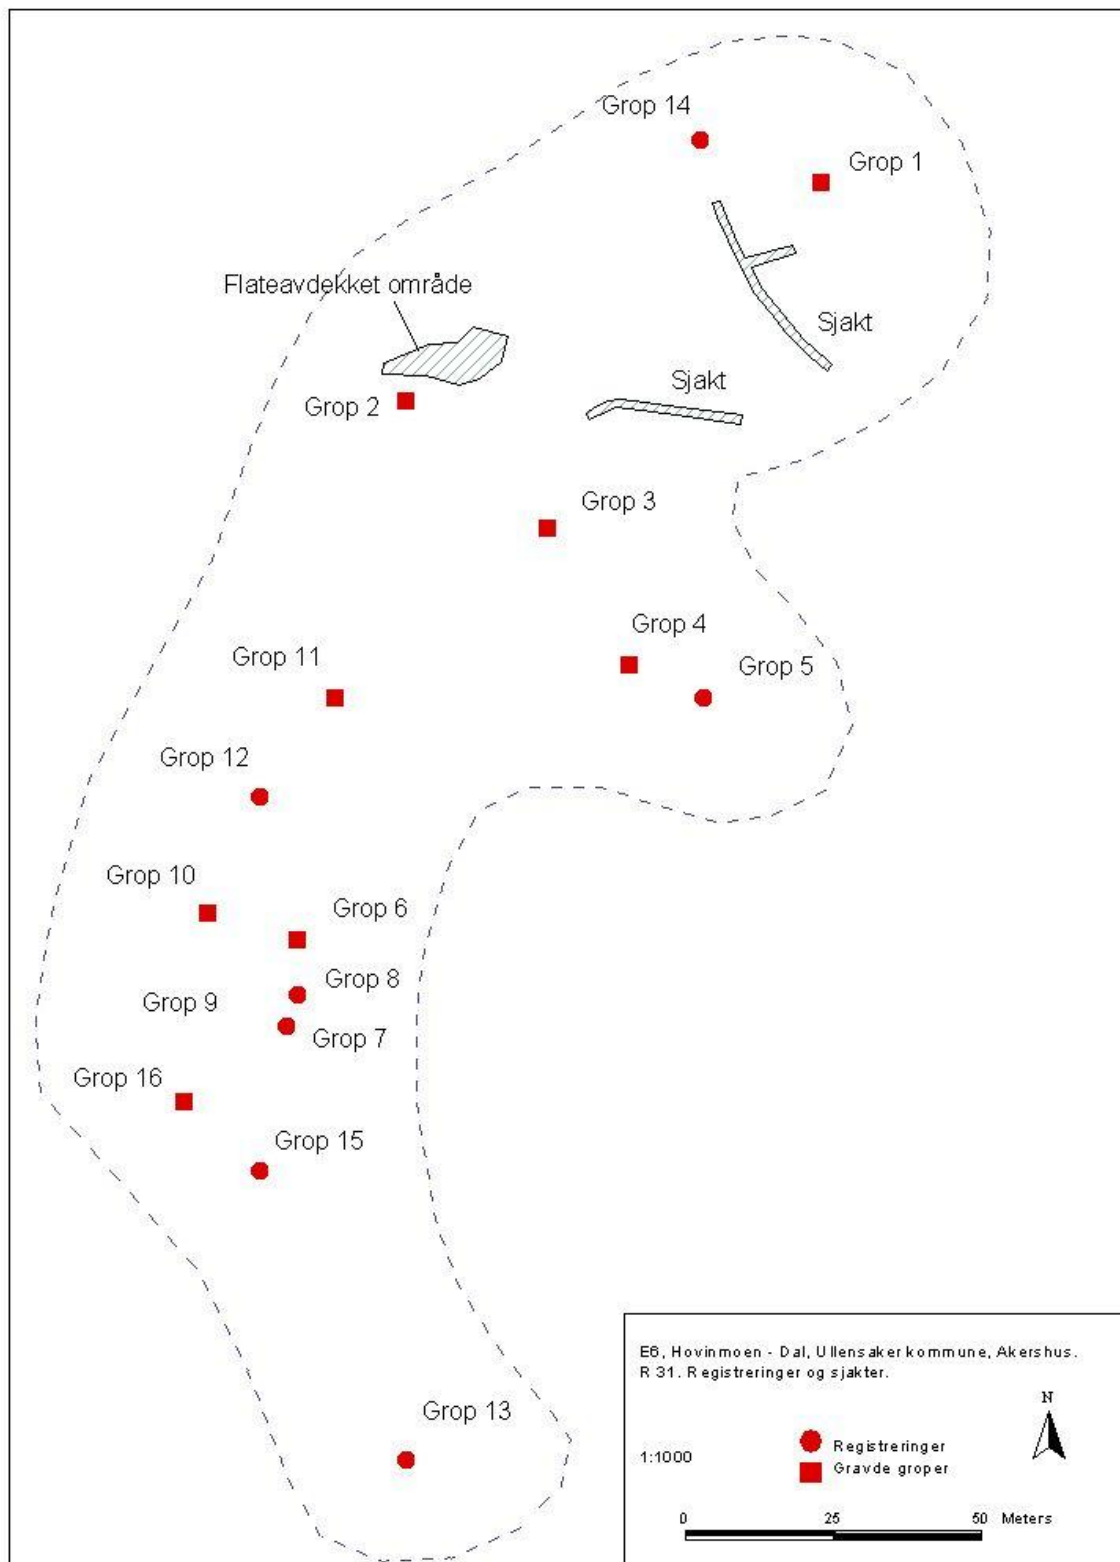 Grop 14
Grop 1
Flateavdekket område
Sjakt
Sjakt
Grop 2
Grop 3
Grop 4
Grop 11
Grop 5
Grop 12
Grop 10
Grop 6
Grop 8
Grop 9
Grop 7
Grop 16
Grop 15
Grop 13
E6, Hovinmoen - Dal, Ullensaker kommune, Akershus.
R 31. Registreringer og sjakter.
N
1:1000
Registreringer
Gravde groper
0 25 50 Meters